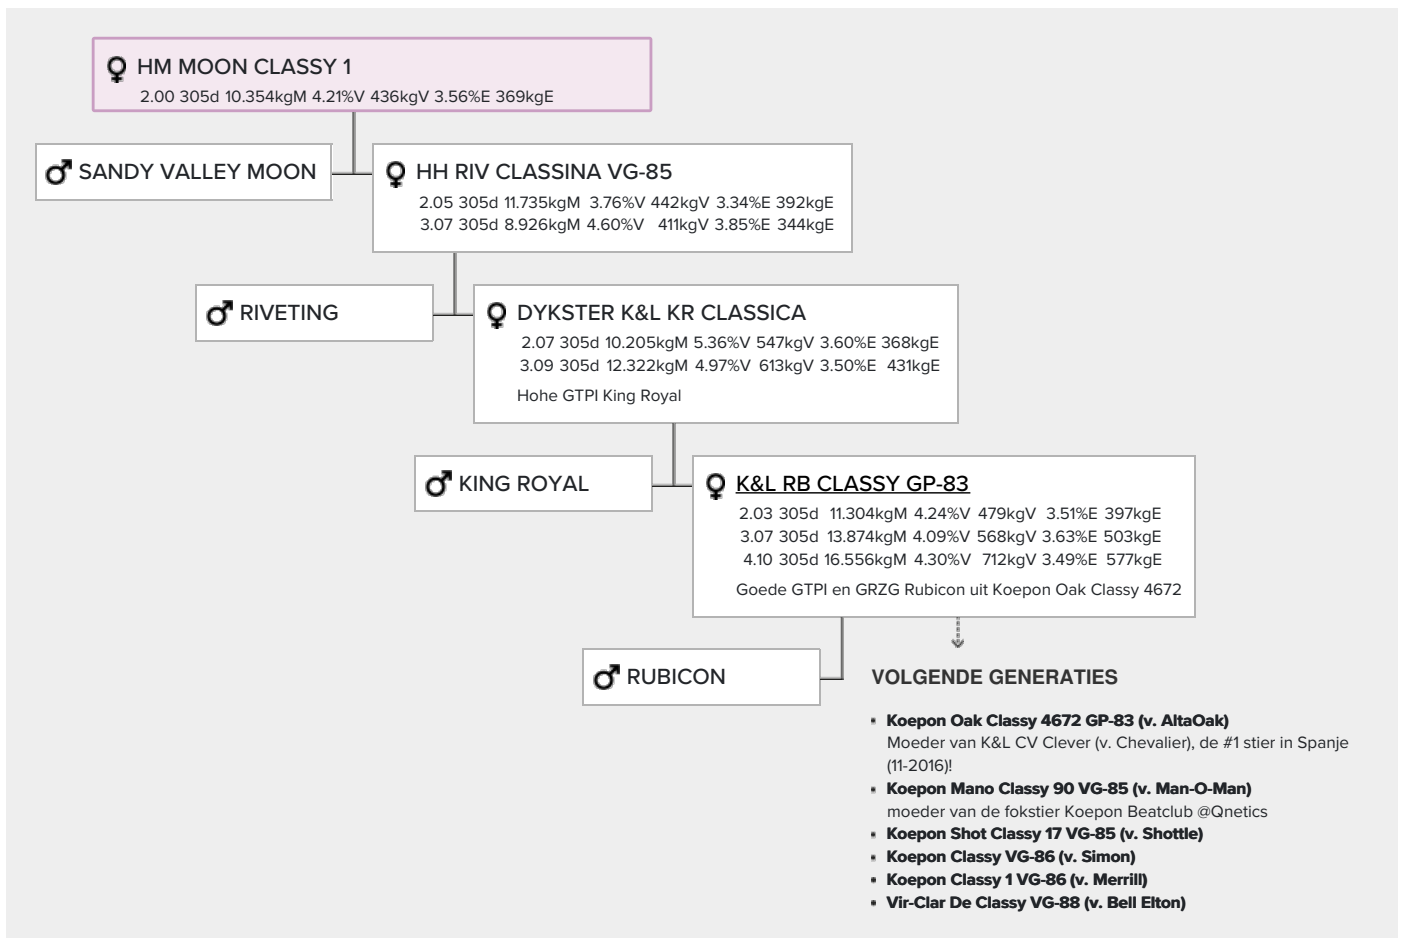 HM MOON CLASSY 1
2.00 305d 10.354kgM 4.21%V 436kgV 3.56%E 369kgE
SANDY VALLEY MOON
HH RIV CLASSINA VG-85
2.05 305d 11.735kgM 3.76%V 442kgV 3.34%E 392kgE
3.07 305d 8.926kgM 4.60%V 411kgV 3.85%E 344kgE
RIVETING
DYKSTER K&L KR CLASSICA
2.07 305d 10.205kgM 5.36%V 547kgV 3.60%E 368kgE
3.09 305d 12.322kgM 4.97%V 613kgV 3.50%E 431kgE
Hohe GTPI King Royal
KING ROYAL
K&L RB CLASSY GP-83
2.03 305d 11.304kgM 4.24%V 479kgV 3.51%E 397kgE
3.07 305d 13.874kgM 4.09%V 568kgV 3.63%E 503kgE
4.10 305d 16.556kgM 4.30%V 712kgV 3.49%E 577kgE
Goede GTPI en GRZG Rubicon uit Koepon Oak Classy 4672
RUBICON
VOLGENDE GENERATIES
Koepon Oak Classy 4672 GP-83 (v. AltaOak)
Moeder van K&L CV Clever (v. Chevalier), de #1 stier in Spanje
(11-2016)!
Koepon Mano Classy 90 VG-85 (v. Man-O-Man)
moeder van de fokstier Koepon Beatclub @Qnetics
Koepon Shot Classy 17 VG-85 (v. Shottle)
Koepon Classy VG-86 (v. Simon)
Koepon Classy 1 VG-86 (v. Merrill)
Vir-Clar De Classy VG-88 (v. Bell Elton)